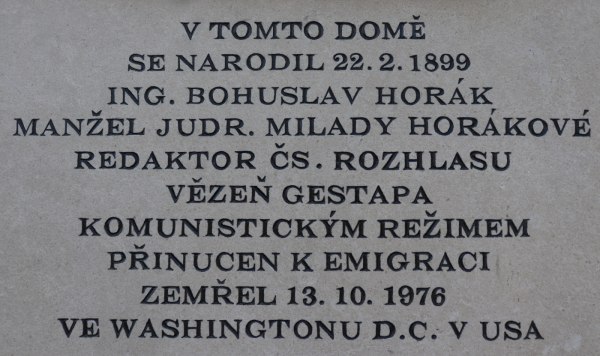 V TOMTO DOMĚ
SE NARODIL 22. 2. 1899
ING. BOHUSLAV HORÁK
MANŽEL JUDR. MILADY HORÁKOVÉ
REDAKTOR ČS. ROZHLASU
VĚZEŇ GESTAPA
KOMUNISTICKÝM REŽIMEM
PŘINUCEN K EMIGRACI
ZEMŘEL 13. 10. 1976
VE WASHINGTONU D.C. V USA